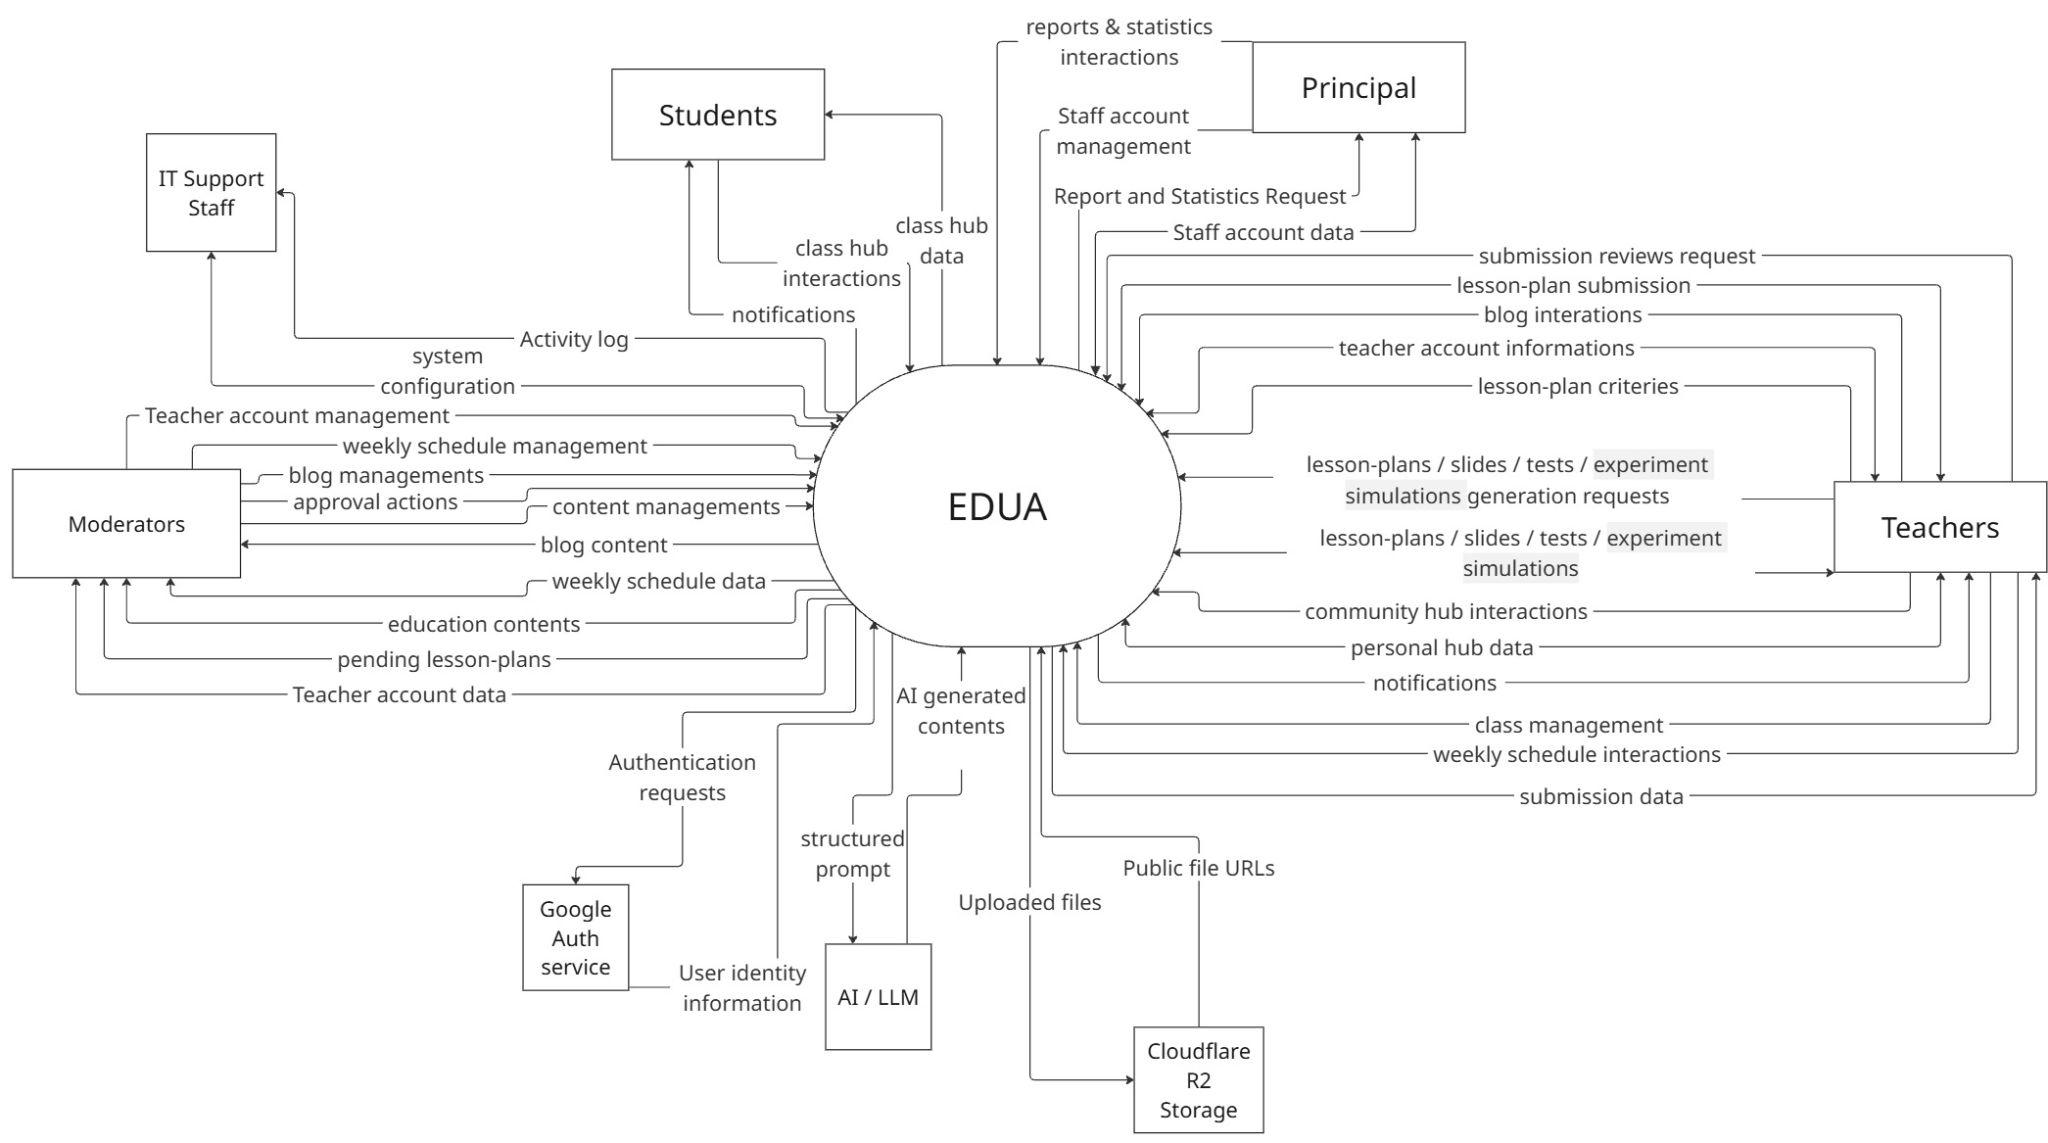 reports & statistics
interactions
Principal
Students
Staff account
management
IT Support
Staff
Report and Statistics Request
class hub
data
Staff account data
class hub
interactions
submission reviews request
lesson-plan submission
notifications
blog interations
Activity log
teacher account informations
system
configuration
lesson-plan criteries
Teacher account management
weekly schedule management
blog managements
approval actions
content managements
Moderators
EDUA
lesson-plans / slides / tests / experiment
simulations generation requests
Teachers
lesson-plans / slides / tests / experiment
simulations
blog content
weekly schedule data
education contents
pending lesson-plans
Teacher account data
community hub interactions
personal hub data
notifications
class management
weekly schedule interactions
submission data
AI generated
contents
Authentication
requests
structured
prompt
Public file URLs
Uploaded files
Google
Auth
service
User identity
information
AI / LLM
Cloudflare
R2
Storage